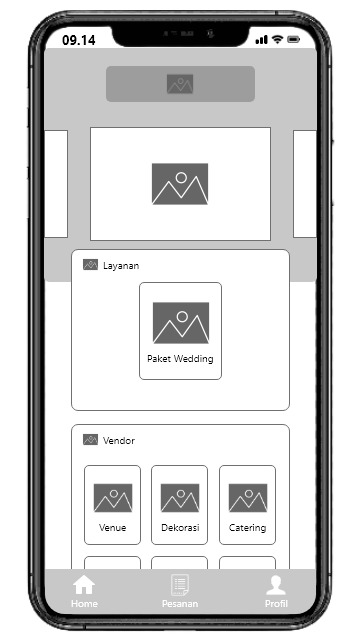 09.14
Layanan
Paket Wedding
Vendor
Venue
Dekorasi
Catering
Home
Pesanan
Profil